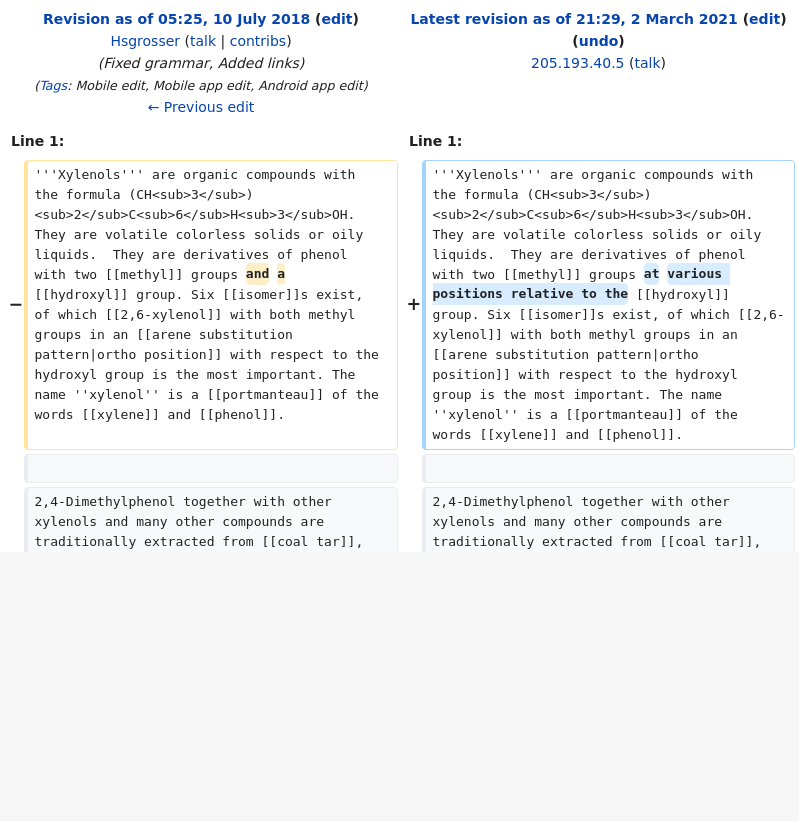 Revision as of 05:25, 10 July 2018 (edit)
Hsgrosser (talk | contribs)
(Fixed grammar, Added links)
(Tags: Mobile edit, Mobile app edit, Android app edit)
← Previous edit
Latest revision as of 21:29, 2 March 2021 (edit)
(undo)
205.193.40.5 (talk)
Line 1:
Line 1:
−
'''Xylenols''' are organic compounds with
the formula (CH<sub>3</sub>)
<sub>2</sub>C<sub>6</sub>H<sub>3</sub>OH.
They are volatile colorless solids or oily
liquids.  They are derivatives of phenol
with two [[methyl]] groups and a
[[hydroxyl]] group. Six [[isomer]]s exist,
of which [[2,6-xylenol]] with both methyl
groups in an [[arene substitution
pattern|ortho position]] with respect to the
hydroxyl group is the most important. The
name ''xylenol'' is a [[portmanteau]] of the
words [[xylene]] and [[phenol]].
+
'''Xylenols''' are organic compounds with
the formula (CH<sub>3</sub>)
<sub>2</sub>C<sub>6</sub>H<sub>3</sub>OH.
They are volatile colorless solids or oily
liquids.  They are derivatives of phenol
with two [[methyl]] groups at various
positions relative to the [[hydroxyl]]
group. Six [[isomer]]s exist, of which [[2,6-
xylenol]] with both methyl groups in an
[[arene substitution pattern|ortho
position]] with respect to the hydroxyl
group is the most important. The name
''xylenol'' is a [[portmanteau]] of the
words [[xylene]] and [[phenol]].
2,4-Dimethylphenol together with other
xylenols and many other compounds are
traditionally extracted from [[coal tar]],
2,4-Dimethylphenol together with other
xylenols and many other compounds are
traditionally extracted from [[coal tar]],